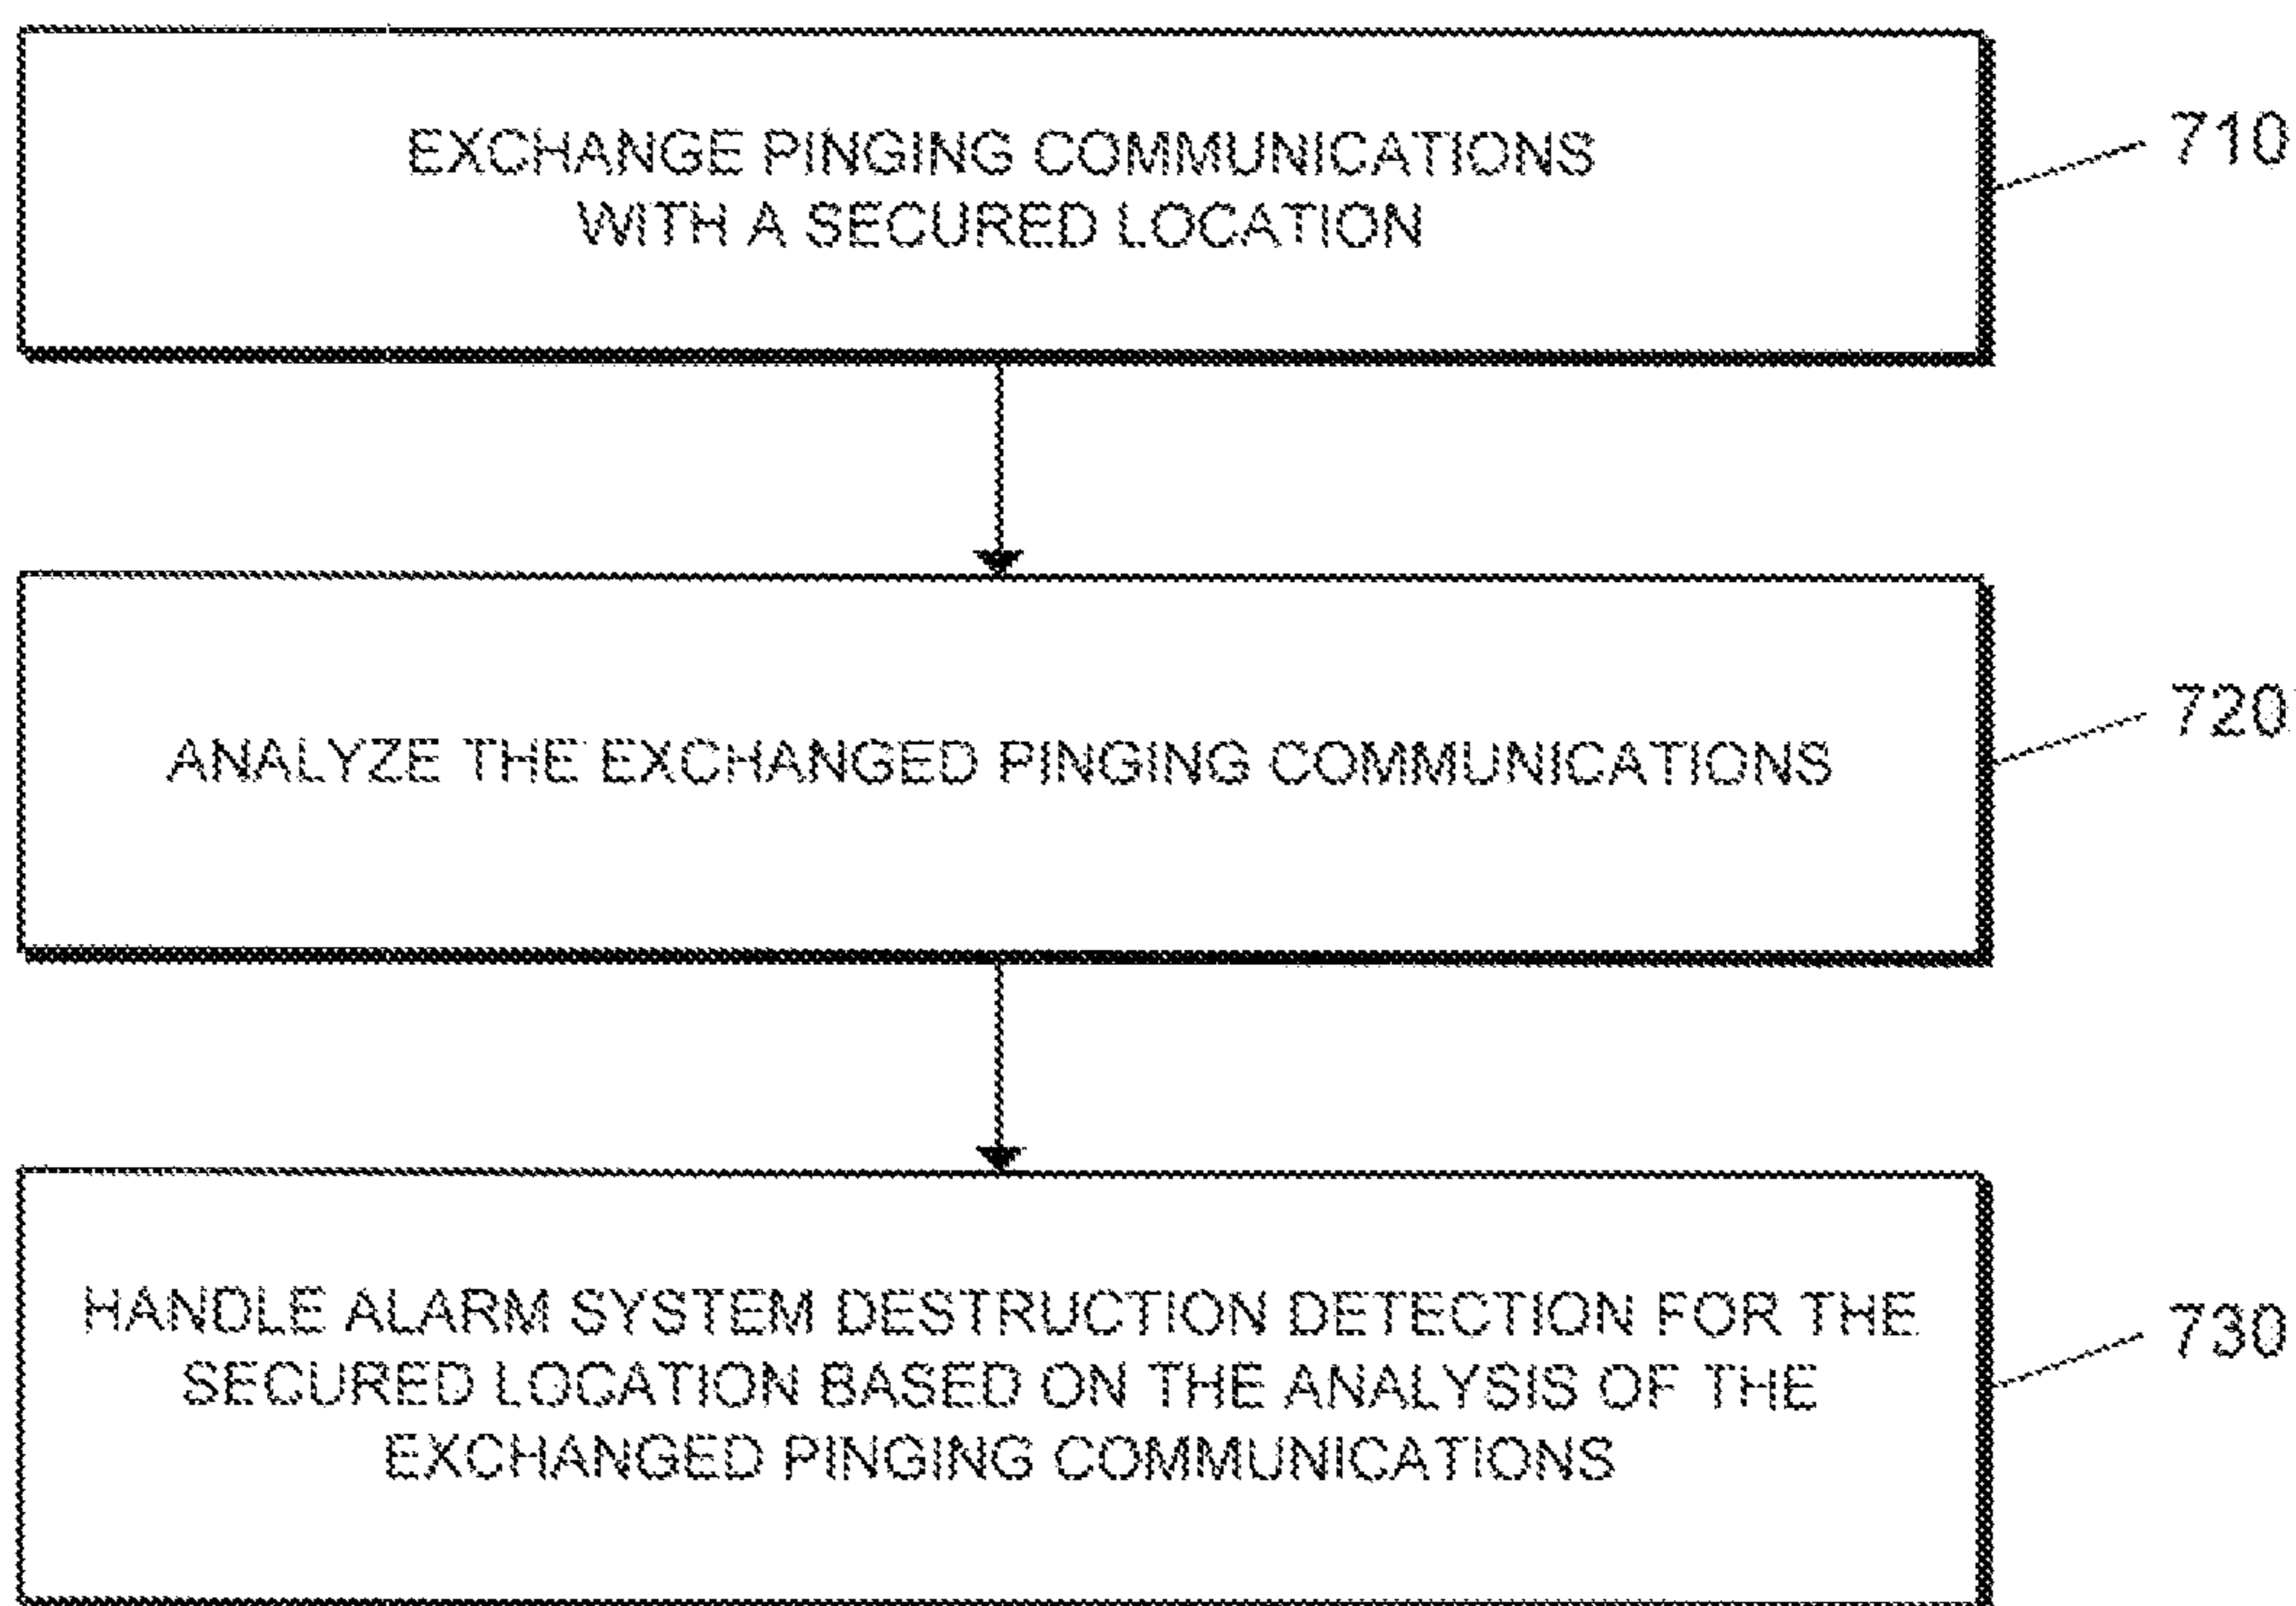 EXCHANGE PINGING COMMUNICATIONS
WITH A SECURED LOCATION
710
ANALYZE THE EXCHANGED PINGING COMMUNICATIONS
720
HANDLE ALARM SYSTEM DESTRUCTION DETECTION FOR THE
SECURED LOCATION BASED ON THE ANALYSIS OF THE
EXCHANGED PINGING COMMUNICATIONS
730